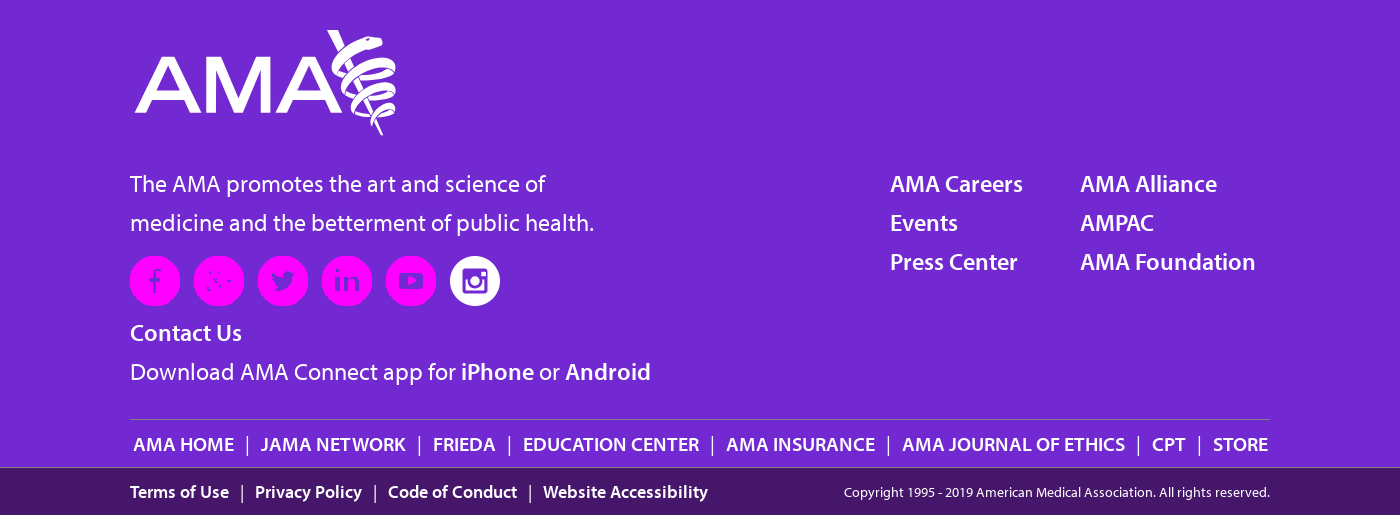 AMA
The AMA promotes the art and science of
medicine and the betterment of public health.
Contact Us
Download AMA Connect app for iPhone or Android
AMA Careers
Events
Press Center
AMA Alliance
AMPAC
AMA Foundation
AMA HOME | JAMA NETWORK | FRIEDA | EDUCATION CENTER | AMA INSURANCE | AMA JOURNAL OF ETHICS | CPT | STORE
Terms of Use | Privacy Policy | Code of Conduct | Website Accessibility
Copyright 1995 - 2019 American Medical Association. All rights reserved.